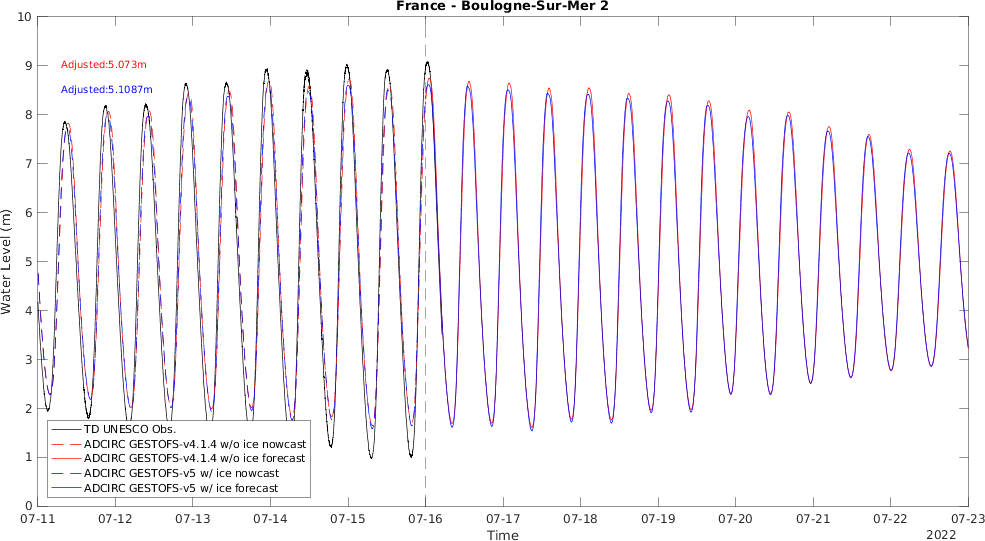 France - Boulogne-Sur-Mer 2
10
9
8
7
6
5
4
3
2
1
0
Water Level (m)
Adjusted:5.073m
Adjusted:5.1087m
TD UNESCO Obs.
ADCIRC GESTOFS-v4.1.4 w/o ice nowcast
ADCIRC GESTOFS-v4.1.4 w/o ice forecast
ADCIRC GESTOFS-v5 w/ ice nowcast
ADCIRC GESTOFS-v5 w/ ice forecast
07-11 07-12 07-13 07-14 07-15 07-16 07-17 07-18 07-19 07-20 07-21 07-22 07-23
Time
2022